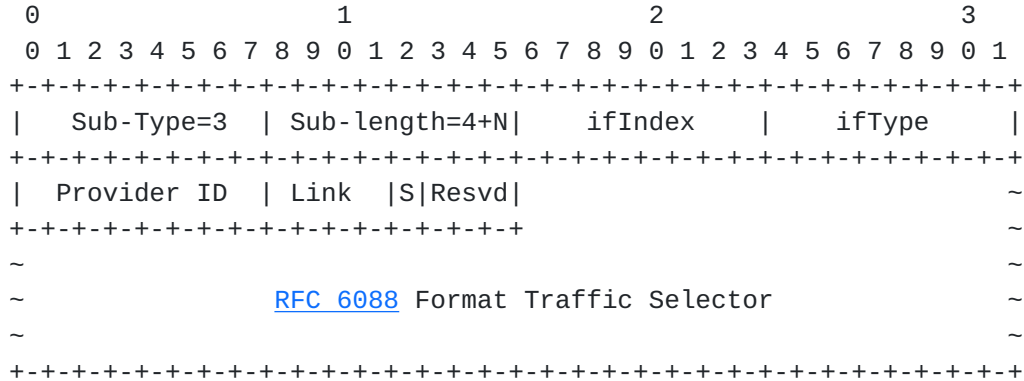 0                   1                   2                   3
 0 1 2 3 4 5 6 7 8 9 0 1 2 3 4 5 6 7 8 9 0 1 2 3 4 5 6 7 8 9 0 1
+-+-+-+-+-+-+-+-+-+-+-+-+-+-+-+-+-+-+-+-+-+-+-+-+-+-+-+-+-+-+-+-+
|   Sub-Type=3  | Sub-length=4+N|    ifIndex    |    ifType     |
+-+-+-+-+-+-+-+-+-+-+-+-+-+-+-+-+-+-+-+-+-+-+-+-+-+-+-+-+-+-+-+-+
|  Provider ID  | Link  |S|Resvd|                               ~
+-+-+-+-+-+-+-+-+-+-+-+-+-+-+-+-+                               ~
~                                                               ~
~                RFC 6088 Format Traffic Selector               ~
~                                                               ~
+-+-+-+-+-+-+-+-+-+-+-+-+-+-+-+-+-+-+-+-+-+-+-+-+-+-+-+-+-+-+-+-+